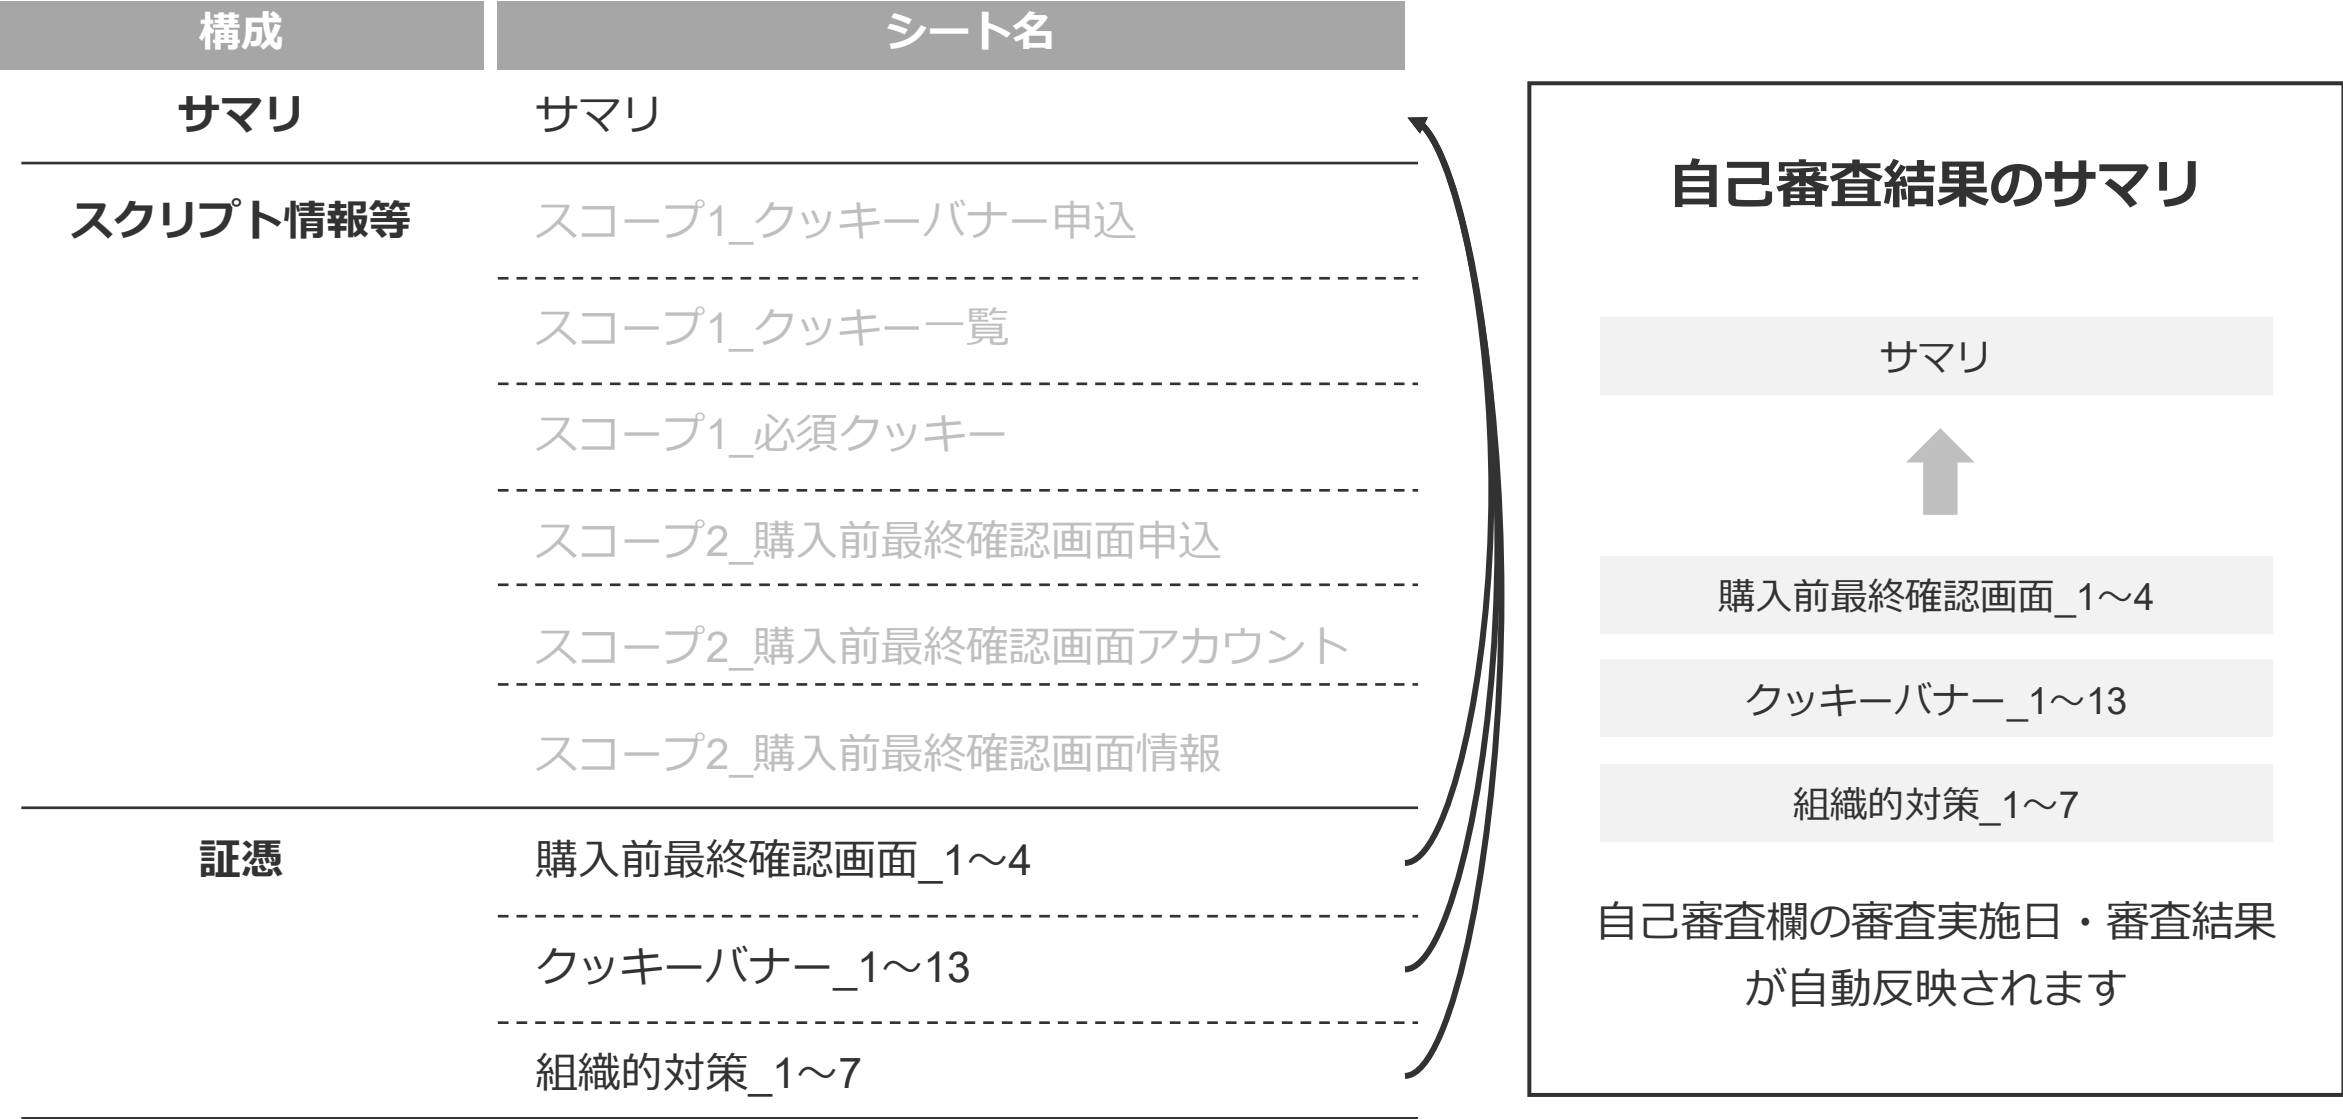 構成
シート名
サマリ
サマリ
スクリプト情報等
スコープ1_クッキーバナー申込
スコープ1_クッキー一覧
スコープ1_必須クッキー
スコープ2_購入前最終確認画面申込
スコープ2_購入前最終確認画面アカウント
スコープ2_購入前最終確認画面情報
証憑
購入前最終確認画面_1～4
クッキーバナー_1～13
組織的対策_1～7
自己審査結果のサマリ
サマリ
購入前最終確認画面_1～4
クッキーバナー_1～13
組織的対策_1～7
自己審査欄の審査実施日・審査結果
が自動反映されます